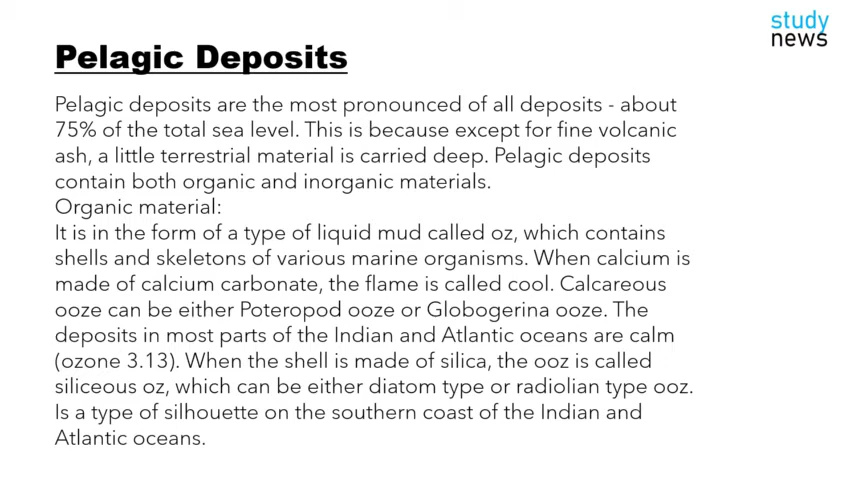 study
news
Pelagic Deposits
Pelagic deposits are the most pronounced of all deposits - about
75% of the total sea level. This is because except for fine volcanic
ash, a little terrestrial material is carried deep. Pelagic deposits
contain both organic and inorganic materials.
Organic material:
It is in the form of a type of liquid mud called oz, which contains
shells and skeletons of various marine organisms. When calcium is
made of calcium carbonate, the flame is called cool. Calcareous
ooze can be either Poteropod ooze or Globogerina ooze. The
deposits in most parts of the Indian and Atlantic oceans are calm
(ozone 3.13). When the shell is made of silica, the ooz is called
siliceous oz, which can be either diatom type or radiolian type ooz.
Is a type of silhouette on the southern coast of the Indian and
Atlantic oceans.